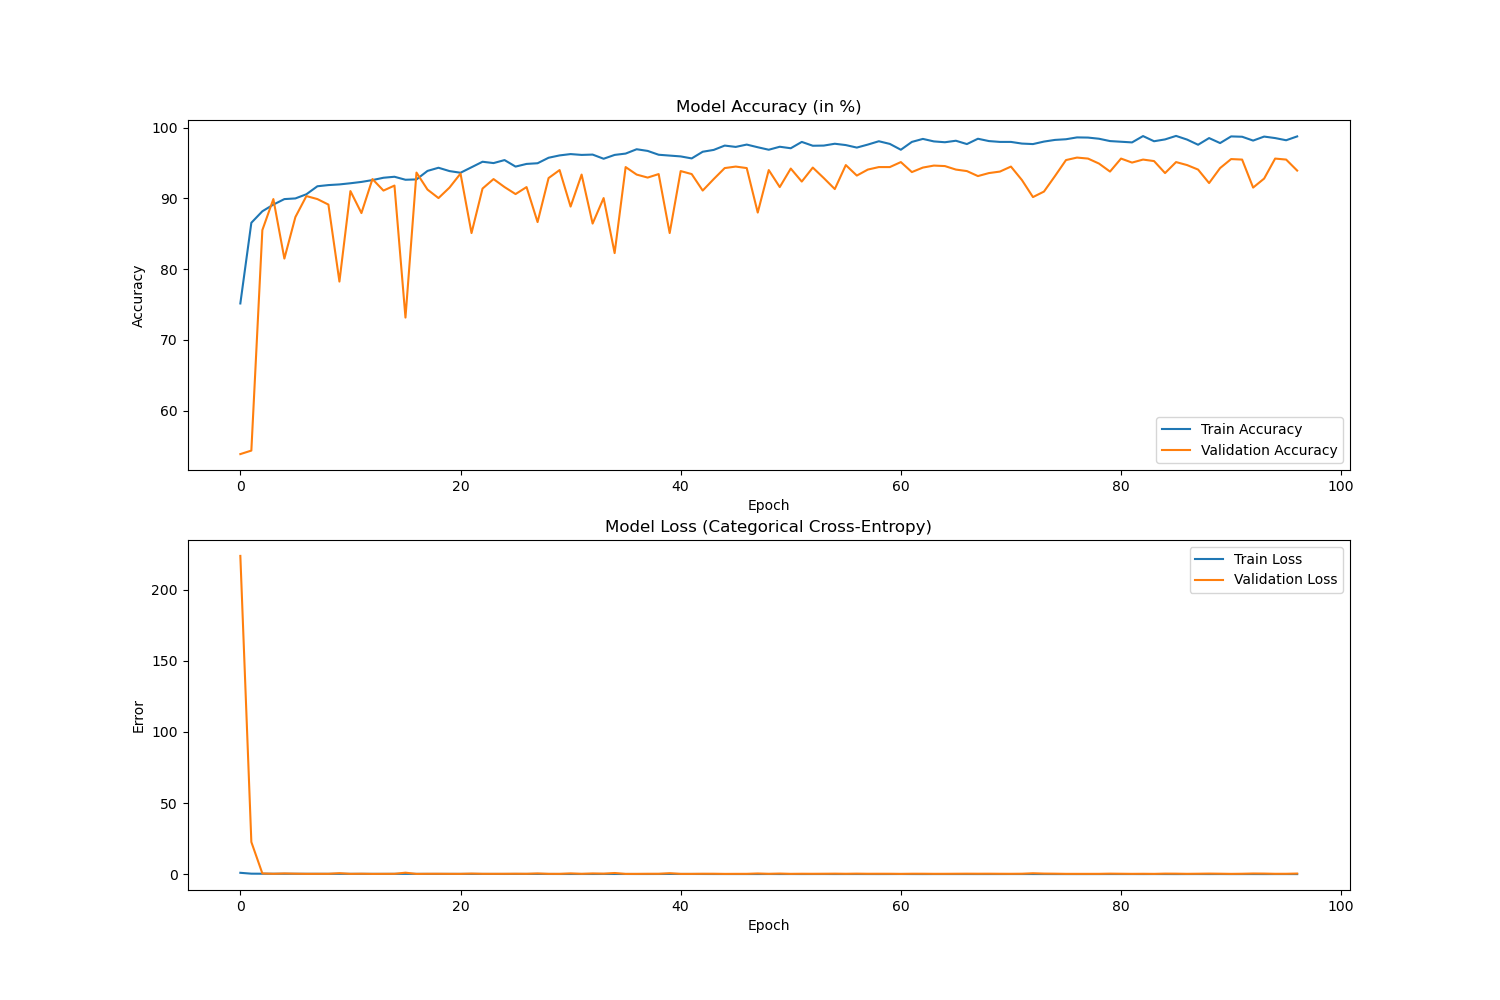 Model Accuracy (in %)
100
90
80
70
60
Accuracy
Train Accuracy
Validation Accuracy
0 20 40 60 80 100
Epoch
Model Loss (Categorical Cross-Entropy)
Train Loss
Validation Loss
200
150
100
50
0
Error
0 20 40 60 80 100
Epoch